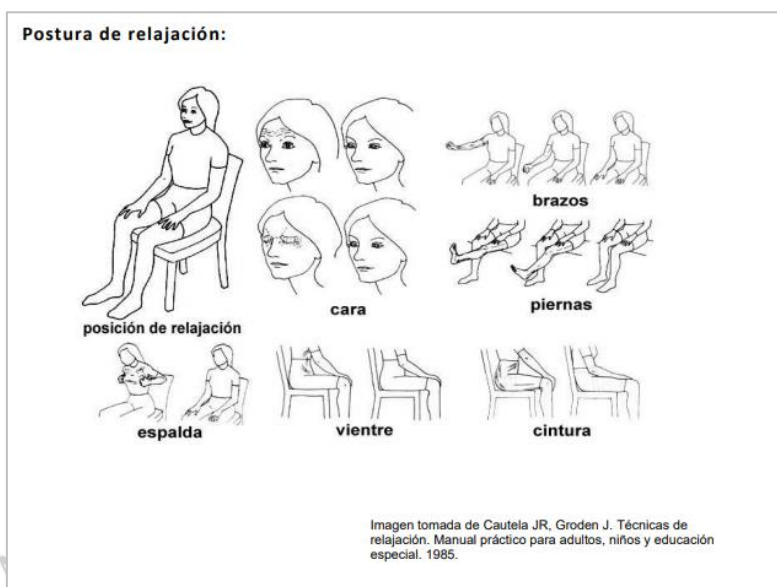 Postura de relajación:
posición de relajación
cara
brazos
piernas
espalda
vientre
cintura
Imagen tomada de Cautela JR, Groden J. Técnicas de
relajación. Manual práctico para adultos, niños y educación
especial. 1985.